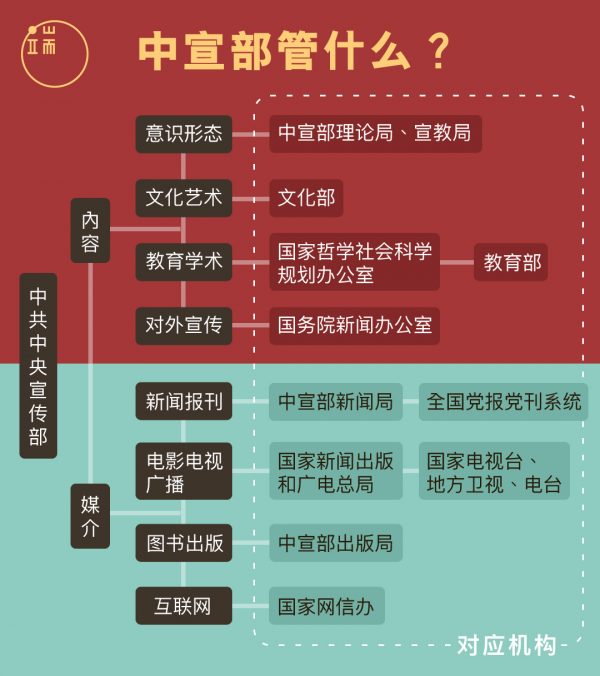 端
中宣部管什么？
意识形态
中宣部理论局、宣教局
文化艺术
文化部
內容
教育学术
国家哲学社会科学
规划办公室
教育部
对外宣传
国务院新闻办公室
中共中央宣传部
新闻报刊
中宣部新闻局
全国党报党刊系统
电影电视
广播
国家新闻出版
和广电总局
国家电视台、
地方卫视、电台
媒介
图书出版
中宣部出版局
互联网
国家网信办
对应机构